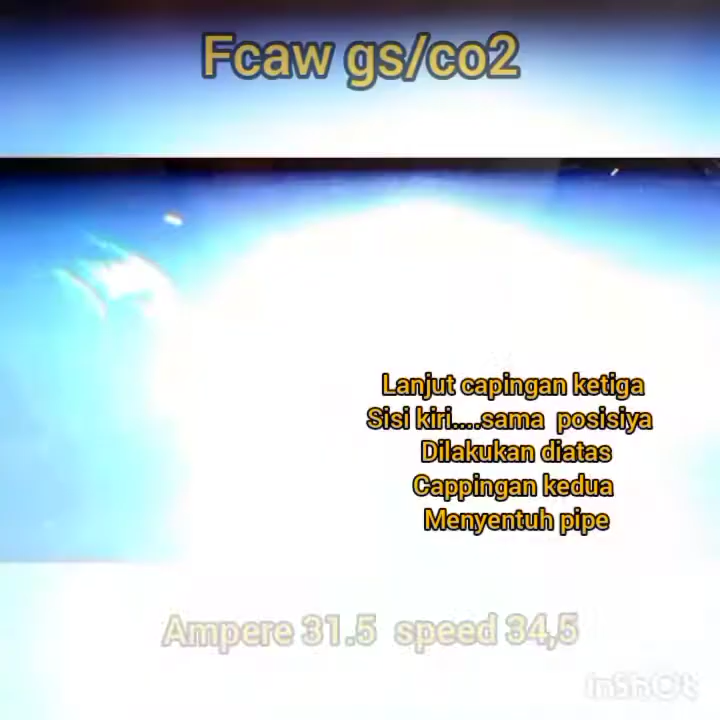 Fcaw gs/co2
Lanjut capingan ketiga
Sisi kiri....sama posisiya
Dilakukan diatas
Cappingan kedua
Menyentuh pipe
Ampere 31.5 speed 34,5
InShOt